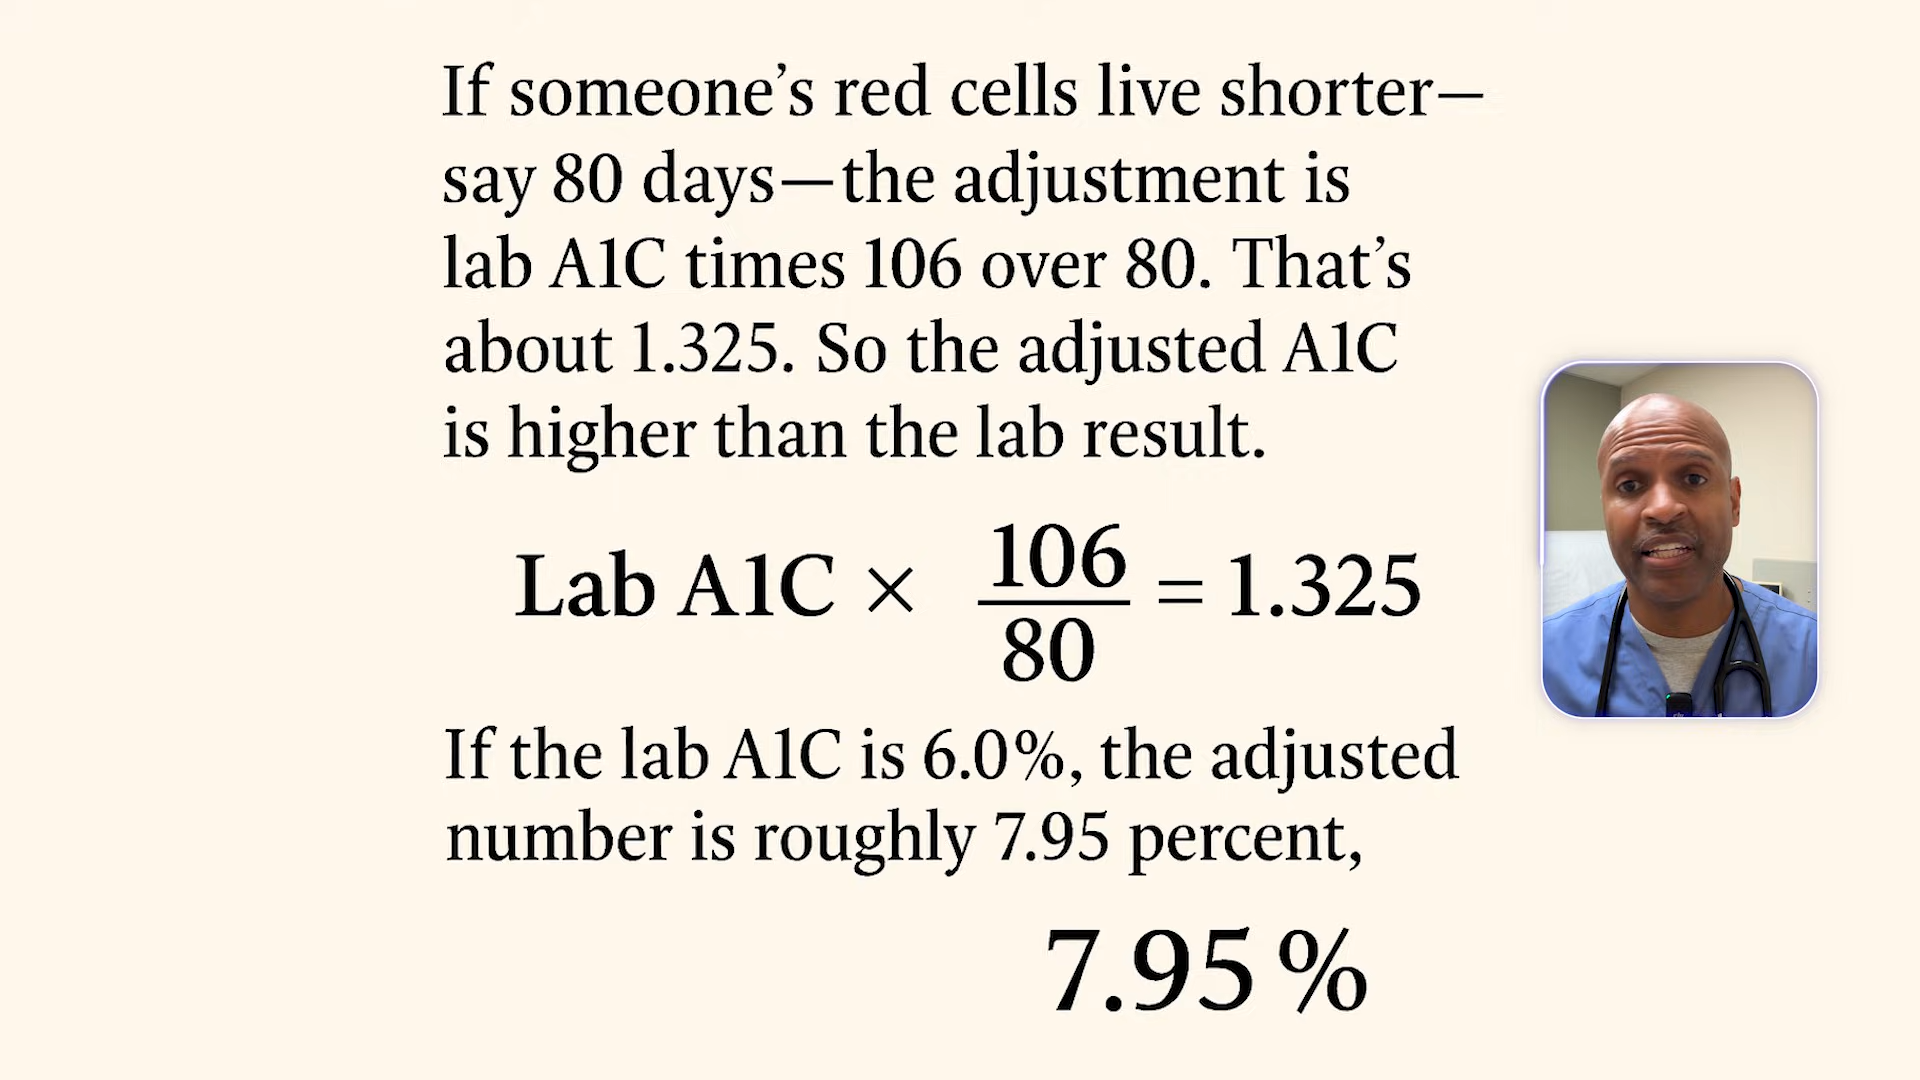 If someone’s red cells live shorter—
say 80 days—the adjustment is
lab A1C times 106 over 80. That’s
about 1.325. So the adjusted A1C
is higher than the lab result.
Lab A1C × 106/80 = 1.325
If the lab A1C is 6.0%, the adjusted
number is roughly 7.95 percent,
7.95 %